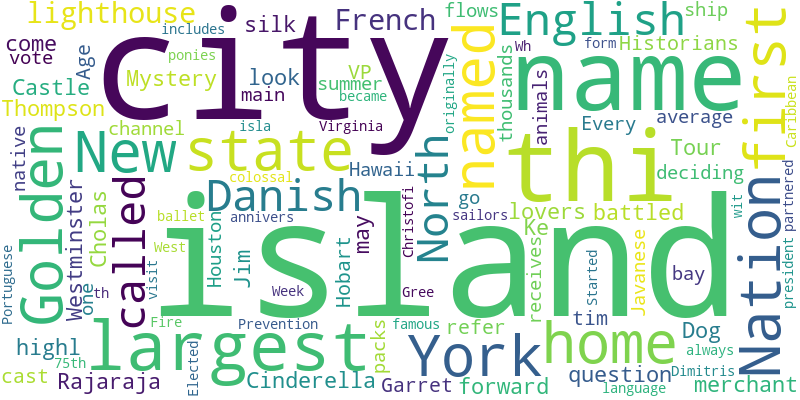 lighthouse
includes
silk
French
flows
ship
English
first
come
vote
Age
ponies
city
look
VP
summer
named
Historians
name
Castle
Mystery
main
became
originally
thousands
form
Wh
Every
Caribbean
Thompson
channel
isla
Virginia
animals
average
native
Golden
New
state
Hawaii
North
thi
Tour
deciding
colossal
Danish
go
lovers
battled
called
Westminster
Cholas
ballet
annivers
Houston
Jim
Hobart
may
Christofi
sailors
Ke
Nation
wit
o
partnered
one
th
visit
West
island
Week
Gree
receives
Javanese
Started
bay
president
Portuguese
highl
largest
Fire
Prevention
famous
refer
tim
Dog
always
75th
packs
York
home
cast
Rajaraja
Elected
Cinderella
Garret
forward
question
language
Dimitris
merchant